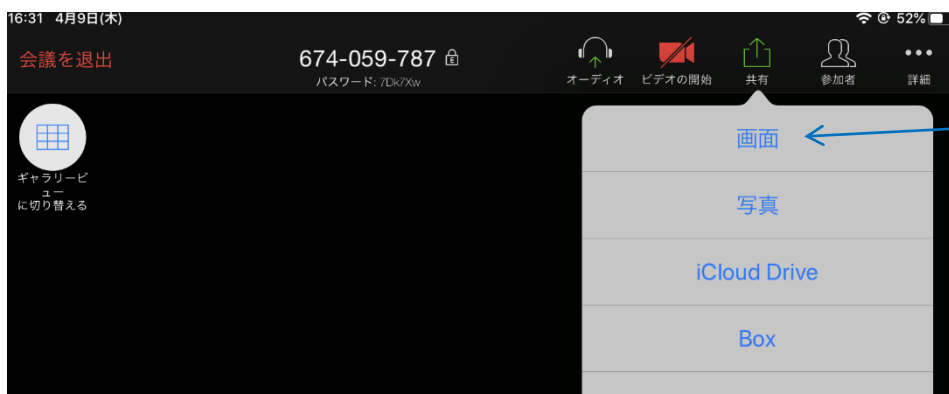 16:31 4月9日(木)
52%
会議を退出
674-059-787
パスワード: 7Dk7Xw
オーディオ
ビデオの開始
共有
参加者
詳細
ギャラリービ
ュー
に切り替える
画面
写真
iCloud Drive
Box